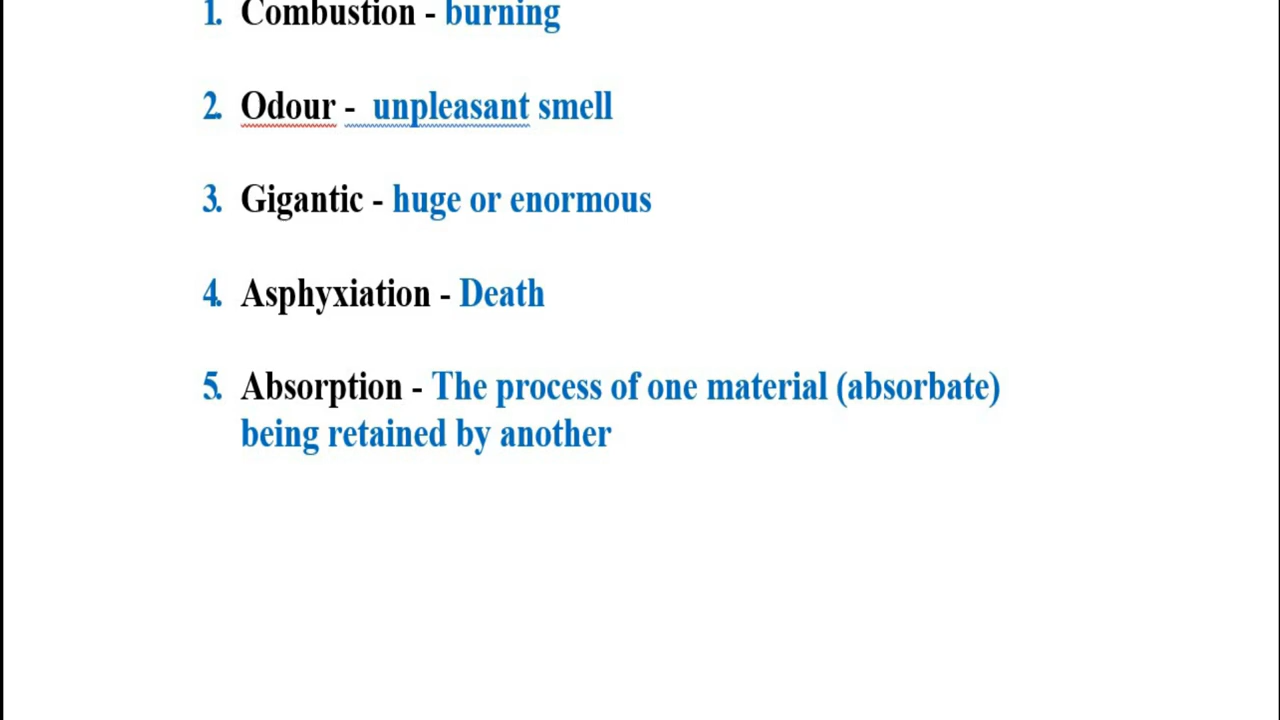 1. Combustion - burning
2. Odour - unpleasant smell
3. Gigantic - huge or enormous
4. Asphyxiation - Death
5. Absorption - The process of one material (absorbate)
being retained by another